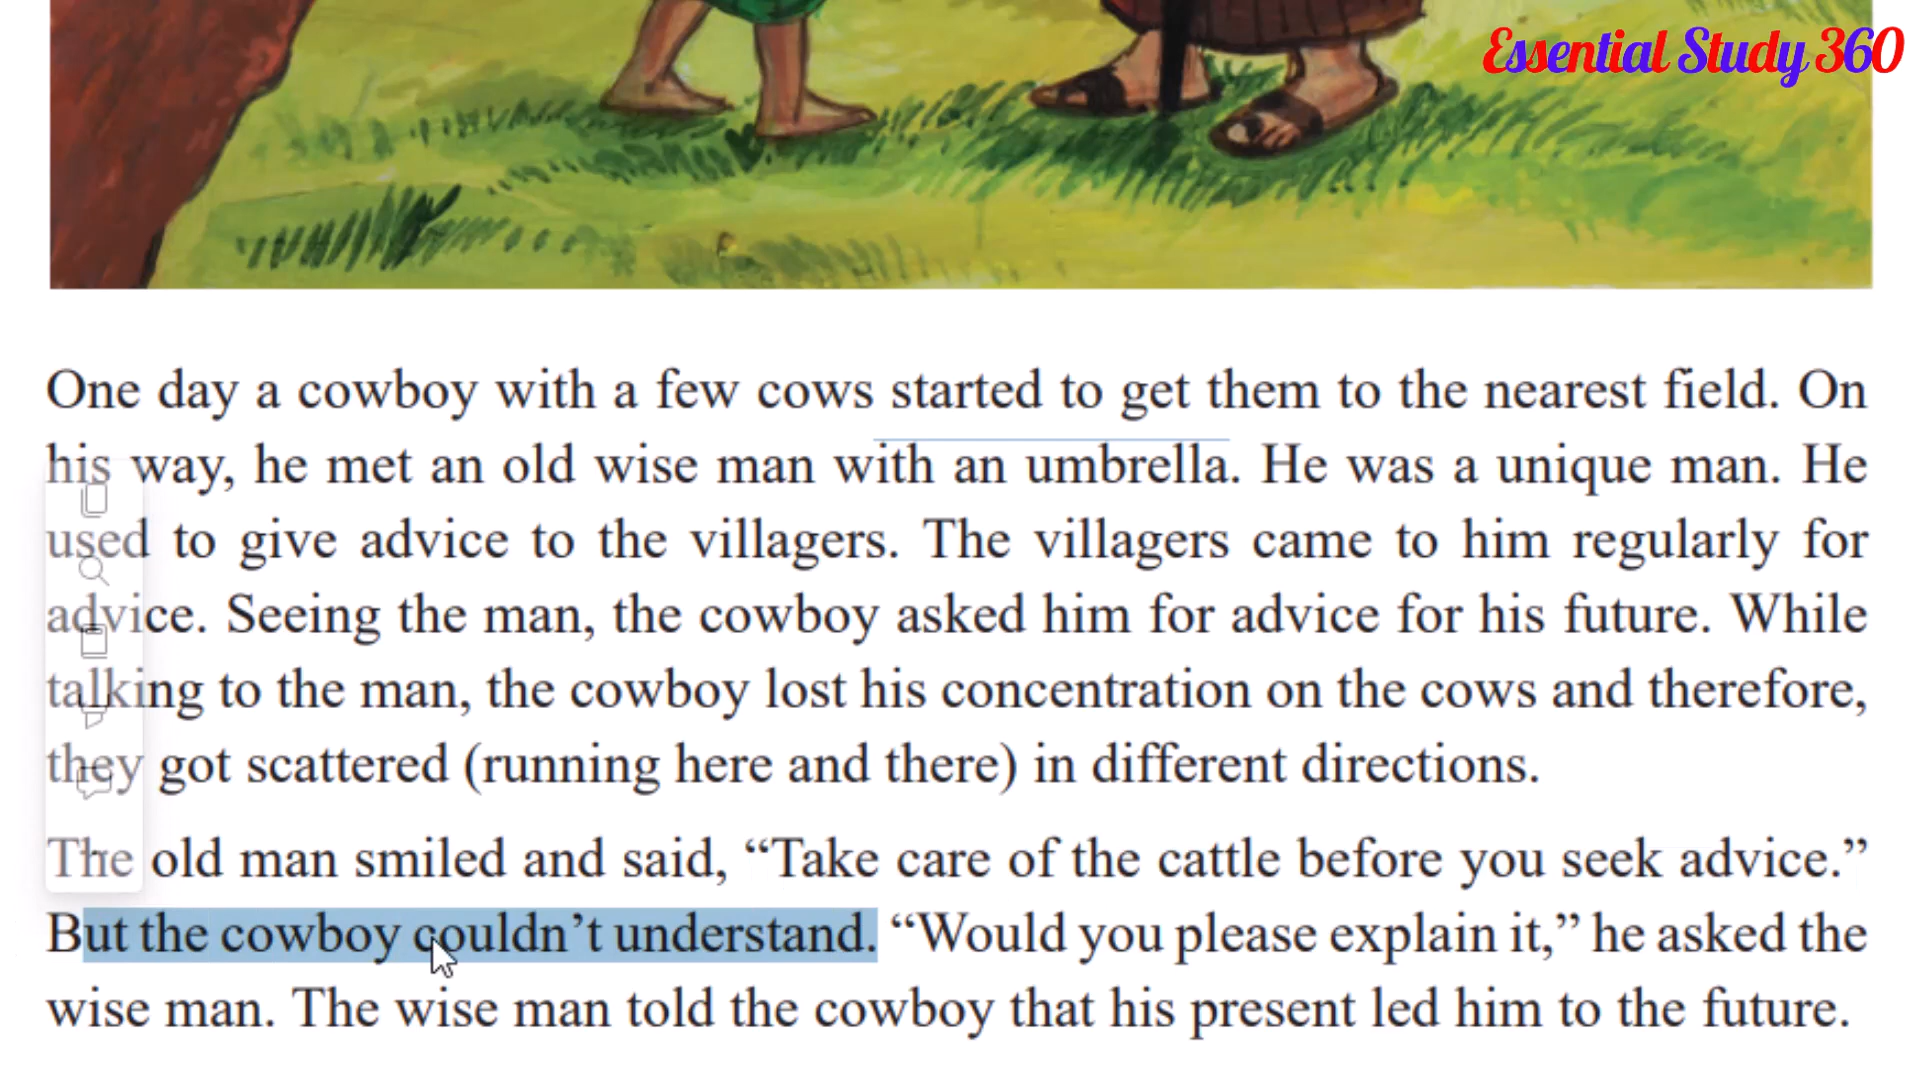 Essential Study 360
One day a cowboy with a few cows started to get them to the nearest field. On
his way, he met an old wise man with an umbrella. He was a unique man. He
used to give advice to the villagers. The villagers came to him regularly for
advice. Seeing the man, the cowboy asked him for advice for his future. While
talking to the man, the cowboy lost his concentration on the cows and therefore,
they got scattered (running here and there) in different directions.
The old man smiled and said, “Take care of the cattle before you seek advice.”
But the cowboy couldn’t understand. “Would you please explain it,” he asked the
wise man. The wise man told the cowboy that his present led him to the future.